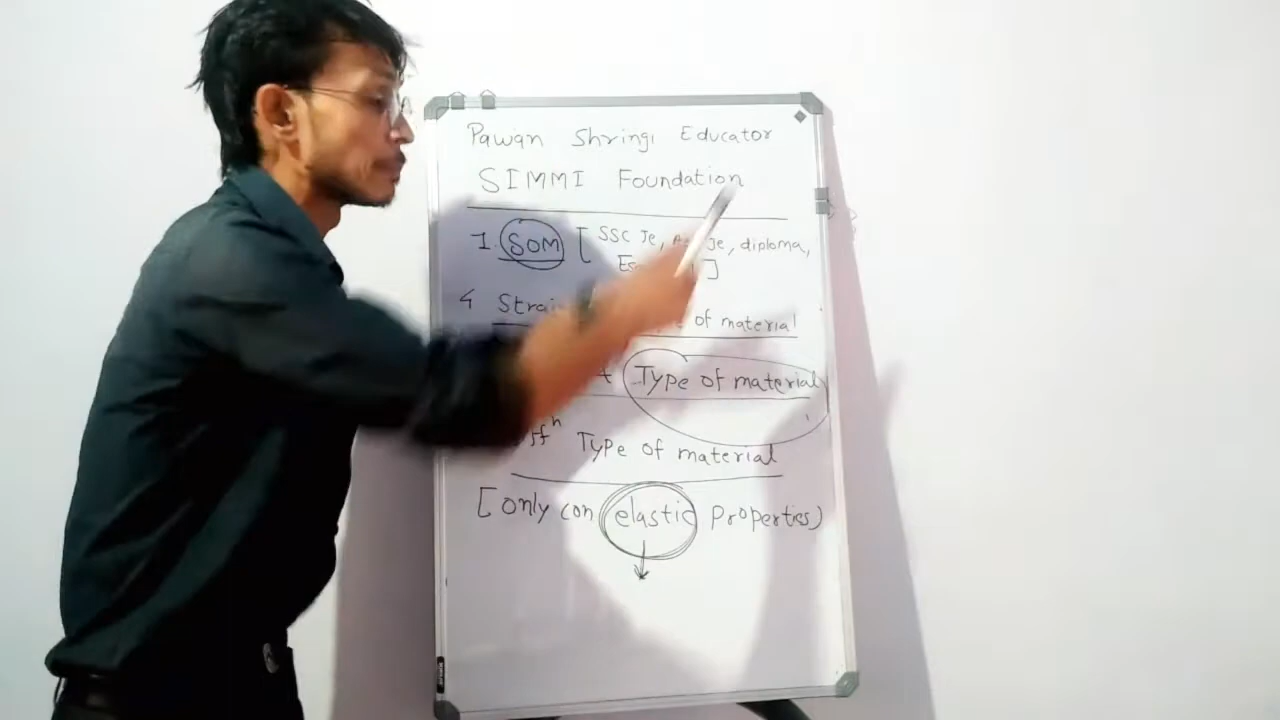 Pawan Shringi Educator
SIMMI Foundation
1. SOM [ SSC Je, Je, diploma,
]
4 of material
Type of material
Type of material
[only con elastic properties)